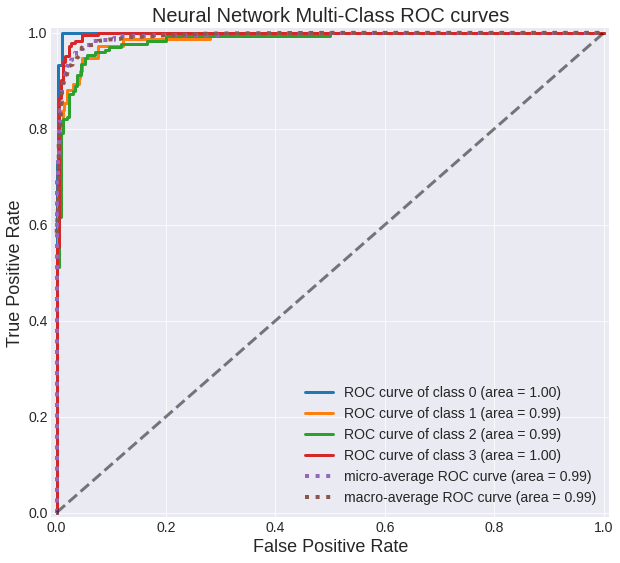 Neural Network Multi-Class ROC curves
1.0
0.8
0.6
0.4
0.2
0.0
True Positive Rate
ROC curve of class 0 (area = 1.00)
ROC curve of class 1 (area = 0.99)
ROC curve of class 2 (area = 0.99)
ROC curve of class 3 (area = 1.00)
micro-average ROC curve (area = 0.99)
macro-average ROC curve (area = 0.99)
0.0 0.2 0.4 0.6 0.8 1.0
False Positive Rate